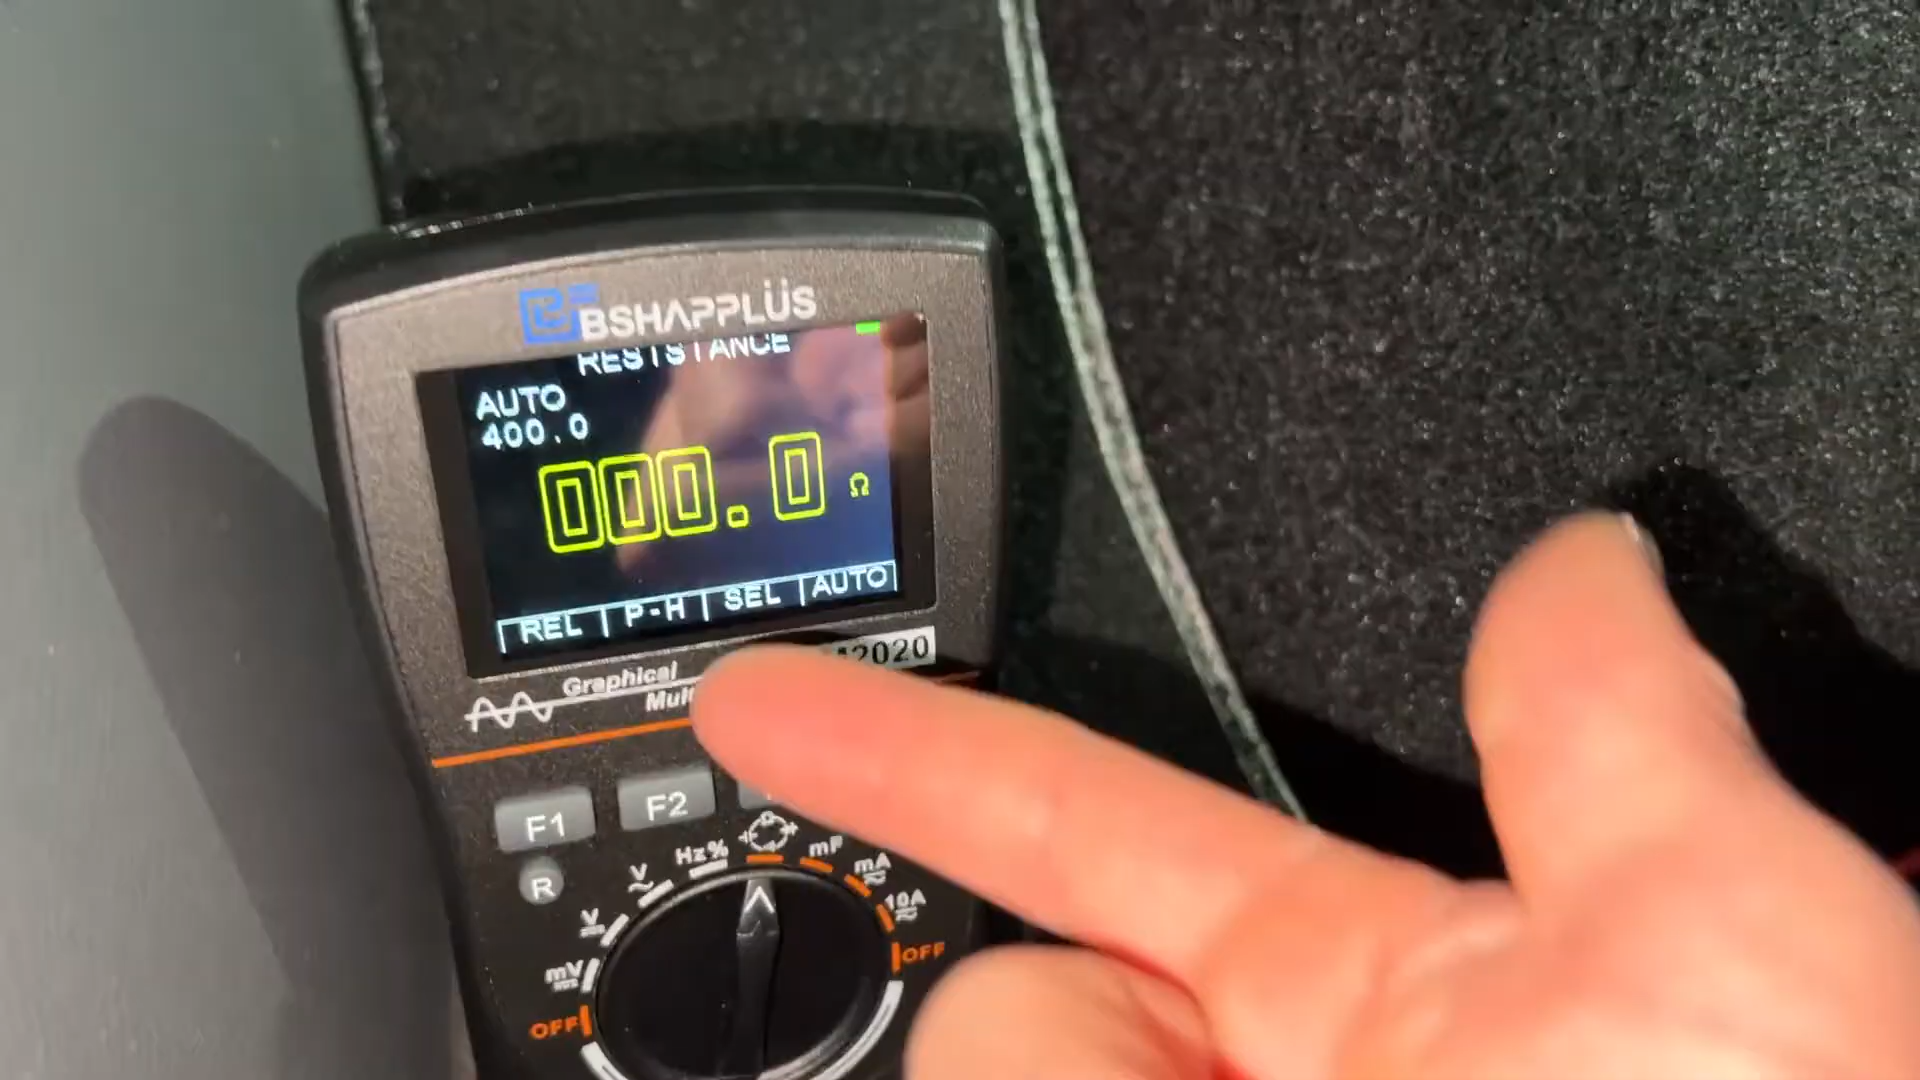 BSHAPPLUS
RESISTANCE
AUTO
400.0
000.0 Ω
REL P-H SEL AUTO
2020
Graphical
F1 F2
R
Hz%
mF
V
mA
10A
V
mV
OFF
OFF